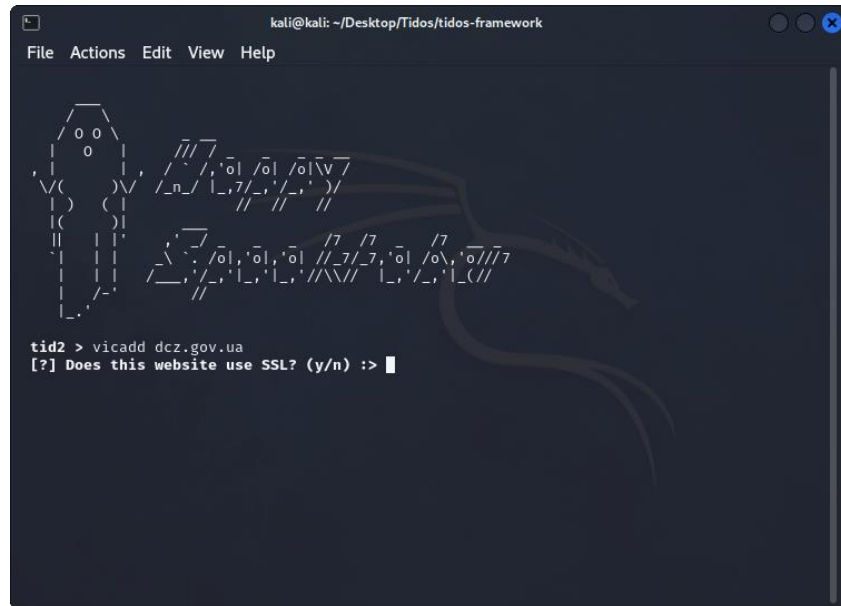 kali@kali: ~/Desktop/Tidos/tidos-framework
File Actions Edit View Help
Happy
tid2 > vicadd dcz.gov.ua
[?] Does this website use SSL? (y/n) :>